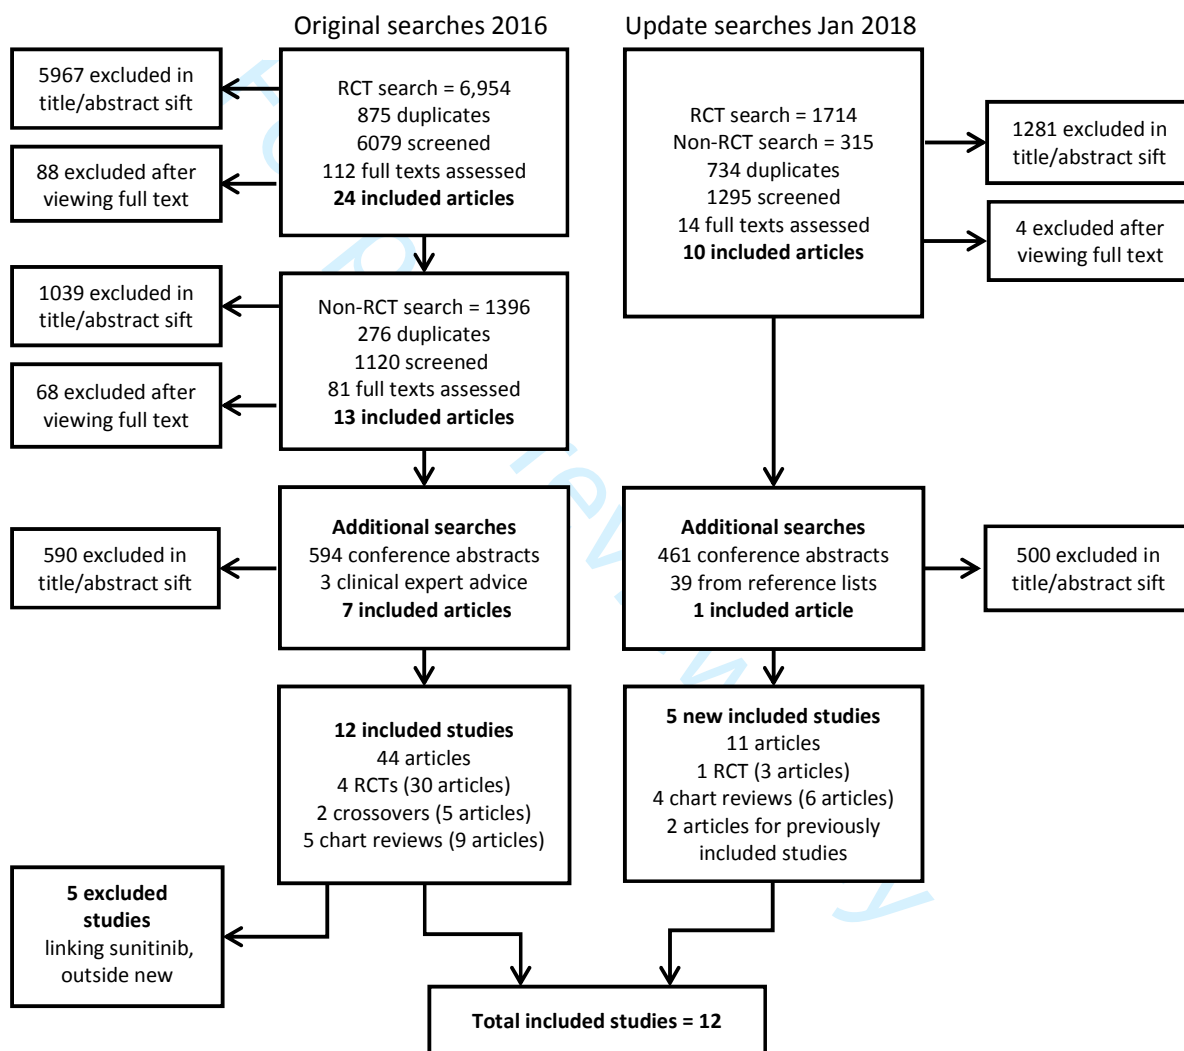 Original searches 2016
Update searches Jan 2018
5967 excluded in
title/abstract sift
88 excluded after
viewing full text
RCT search = 6,954
875 duplicates
6079 screened
112 full texts assessed
24 included articles
RCT search = 1714
Non-RCT search = 315
734 duplicates
1295 screened
14 full texts assessed
10 included articles
1281 excluded in
title/abstract sift
4 excluded after
viewing full text
1039 excluded in
title/abstract sift
68 excluded after
viewing full text
Non-RCT search = 1396
276 duplicates
1120 screened
81 full texts assessed
13 included articles
590 excluded in
title/abstract sift
Additional searches
594 conference abstracts
3 clinical expert advice
7 included articles
Additional searches
461 conference abstracts
39 from reference lists
1 included article
500 excluded in
title/abstract sift
12 included studies
44 articles
4 RCTs (30 articles)
2 crossovers (5 articles)
5 chart reviews (9 articles)
5 new included studies
11 articles
1 RCT (3 articles)
4 chart reviews (6 articles)
2 articles for previously
included studies
5 excluded
studies
linking sunitinib,
outside new
Total included studies = 12